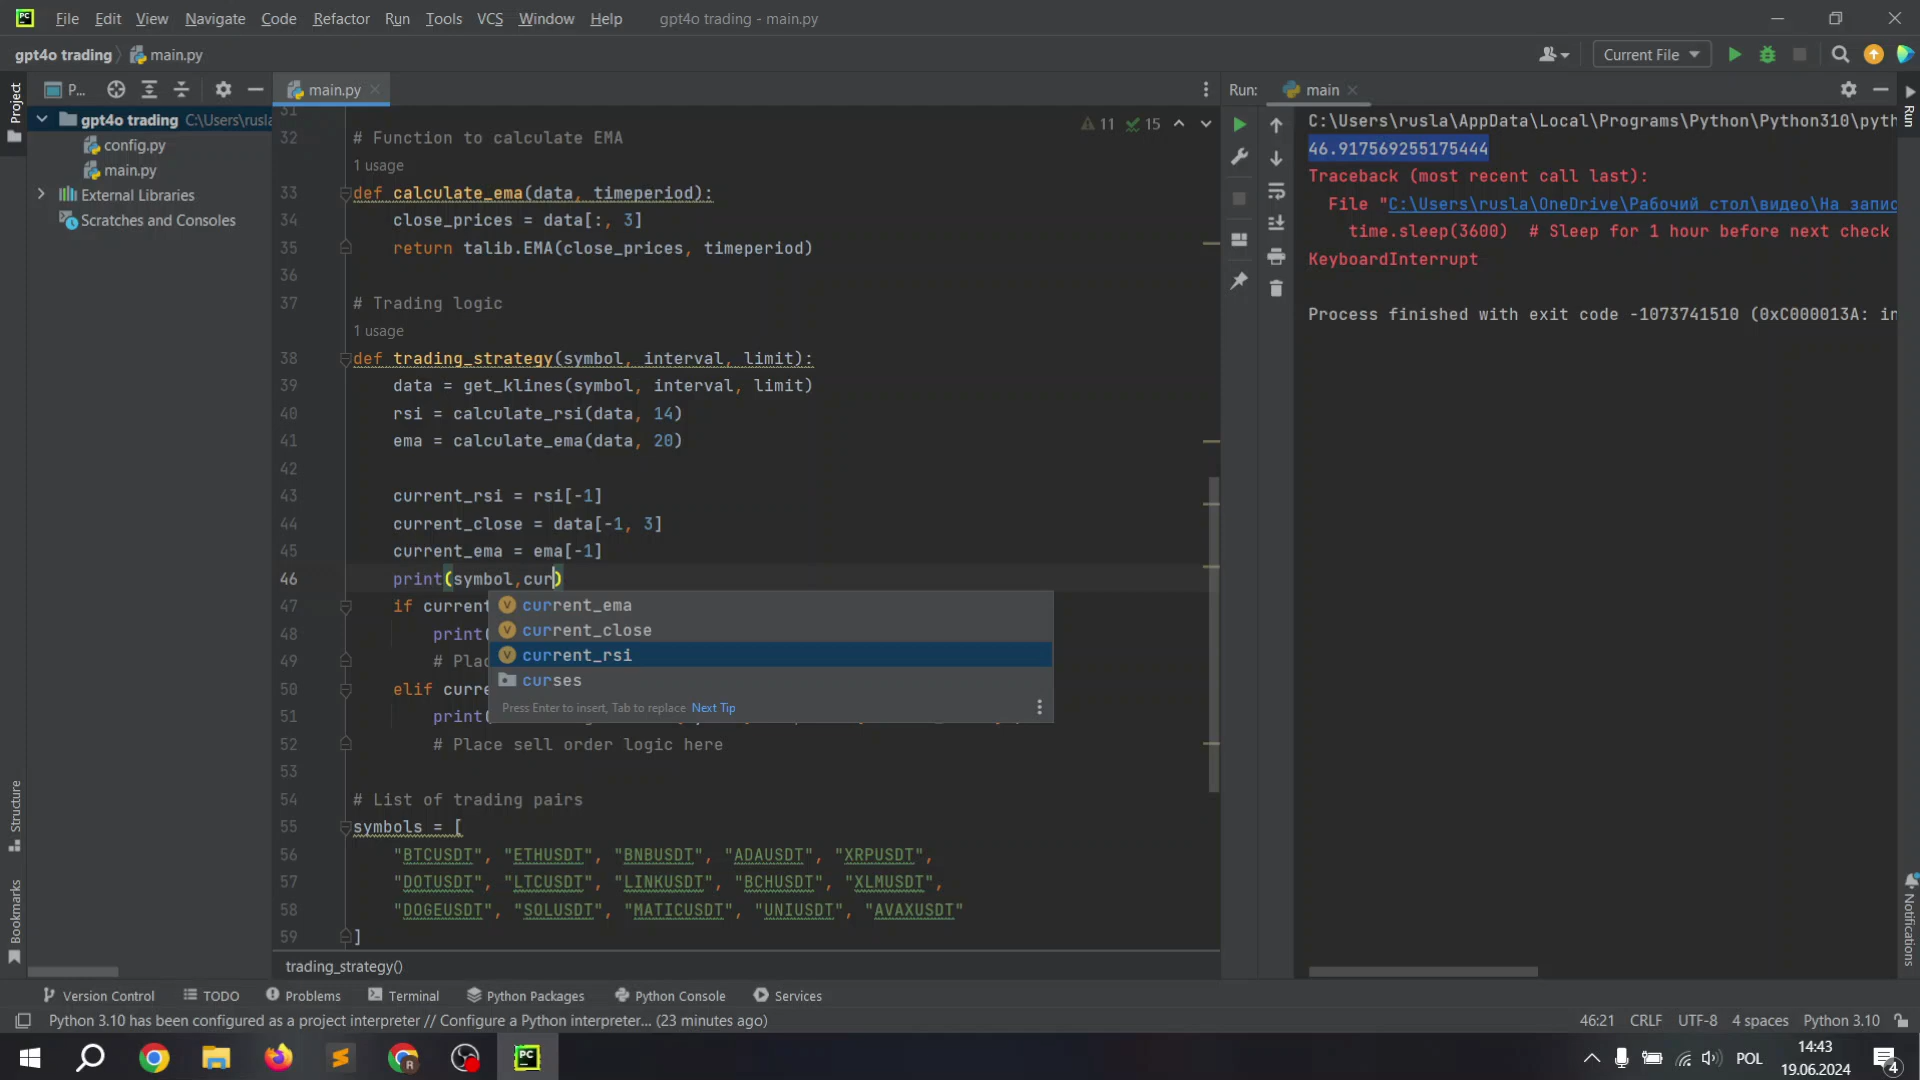 File Edit View Navigate Code Refactor Run Tools VCS Window Help gpt4o trading - main.py
gpt4o trading main.py Current File
P... main.py Run: main
Project
gpt4o trading C:\Users\rusla
config.py
main.py
External Libraries
Scratches and Consoles
11 15
32 # Function to calculate EMA
1 usage
33 def calculate_ema(data, timeperiod):
34 close_prices = data[:, 3]
35 return talib.EMA(close_prices, timeperiod)
36
37 # Trading logic
1 usage
38 def trading_strategy(symbol, interval, limit):
39 data = get_klines(symbol, interval, limit)
40 rsi = calculate_rsi(data, 14)
41 ema = calculate_ema(data, 20)
42
43 current_rsi = rsi[-1]
44 current_close = data[-1, 3]
45 current_ema = ema[-1]
46 print(symbol,cur)
47 if current
48 print(
49 # Plac
50 elif curre
51 print(
52 # Place sell order logic here
53
54 # List of trading pairs
55 symbols = [
56 "BTCUSDT", "ETHUSDT", "BNBUSDT", "ADAUSDT", "XRPUSDT",
57 "DOTUSDT", "LTCUSDT", "LINKUSDT", "BCHUSDT", "XLMUSDT",
58 "DOGEUSDT", "SOLUSDT", "MATICUSDT", "UNIUSDT", "AVAXUSDT"
59 ]
current_ema
current_close
current_rsi
curses
Press Enter to insert, Tab to replace Next Tip
trading_strategy()
C:\Users\rusla\AppData\Local\Programs\Python\Python310\pyth
46.917569255175444
Traceback (most recent call last):
File "C:\Users\rusla\OneDrive\Рабочий стол\видео\На запис
time.sleep(3600) # Sleep for 1 hour before next check
KeyboardInterrupt
Process finished with exit code -1073741510 (0xC000013A: in
Run
Notifications
Structure
Bookmarks
Version Control TODO Problems Terminal Python Packages Python Console Services
Python 3.10 has been configured as a project interpreter // Configure a Python interpreter... (23 minutes ago) 46:21 CRLF UTF-8 4 spaces Python 3.10
POL 14:43
19.06.2024 4